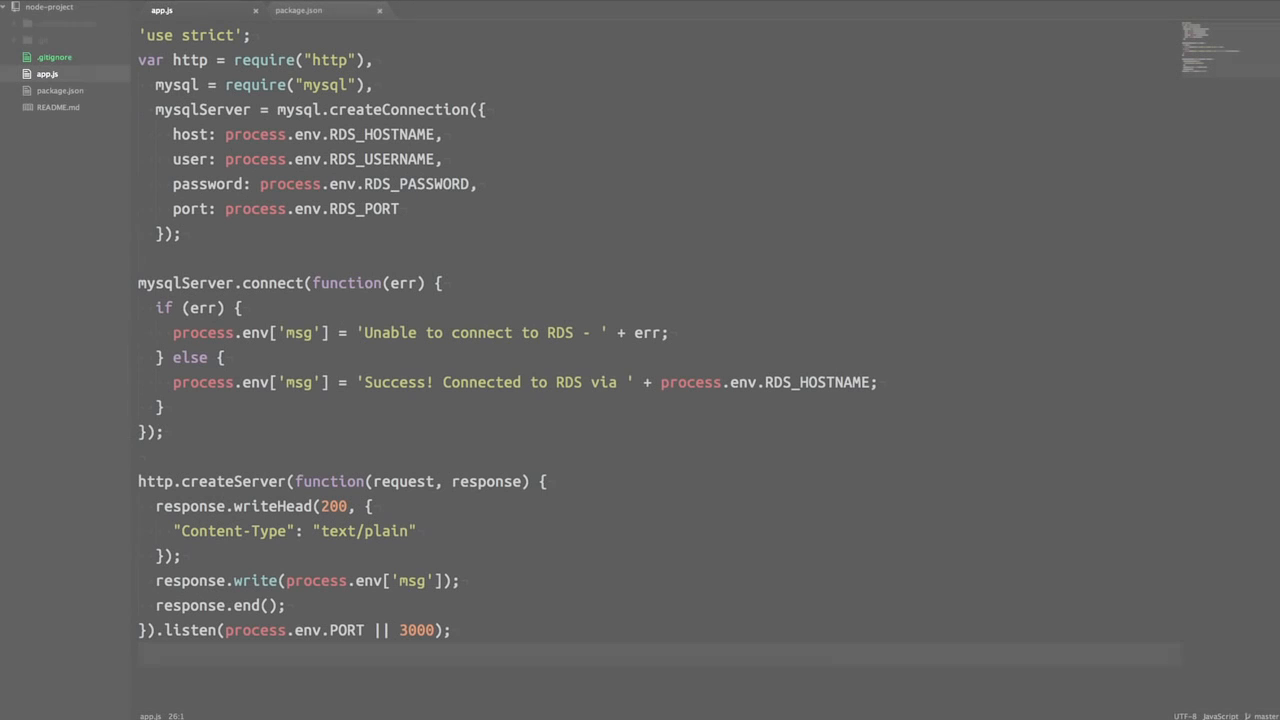 node-project
.gitignore
app.js
package.json
README.md
app.js
package.json
'use strict';
var http = require("http"),
mysql = require("mysql"),
mysqlServer = mysql.createConnection({
host: process.env.RDS_HOSTNAME,
user: process.env.RDS_USERNAME,
password: process.env.RDS_PASSWORD,
port: process.env.RDS_PORT
});
mysqlServer.connect(function(err) {
if (err) {
process.env['msg'] = 'Unable to connect to RDS - ' + err;
} else {
process.env['msg'] = 'Success! Connected to RDS via ' + process.env.RDS_HOSTNAME;
}
});
http.createServer(function(request, response) {
response.writeHead(200, {
"Content-Type": "text/plain"
});
response.write(process.env['msg']);
response.end();
}).listen(process.env.PORT || 3000);
app.js 26:1
UTF-8 JavaScript master